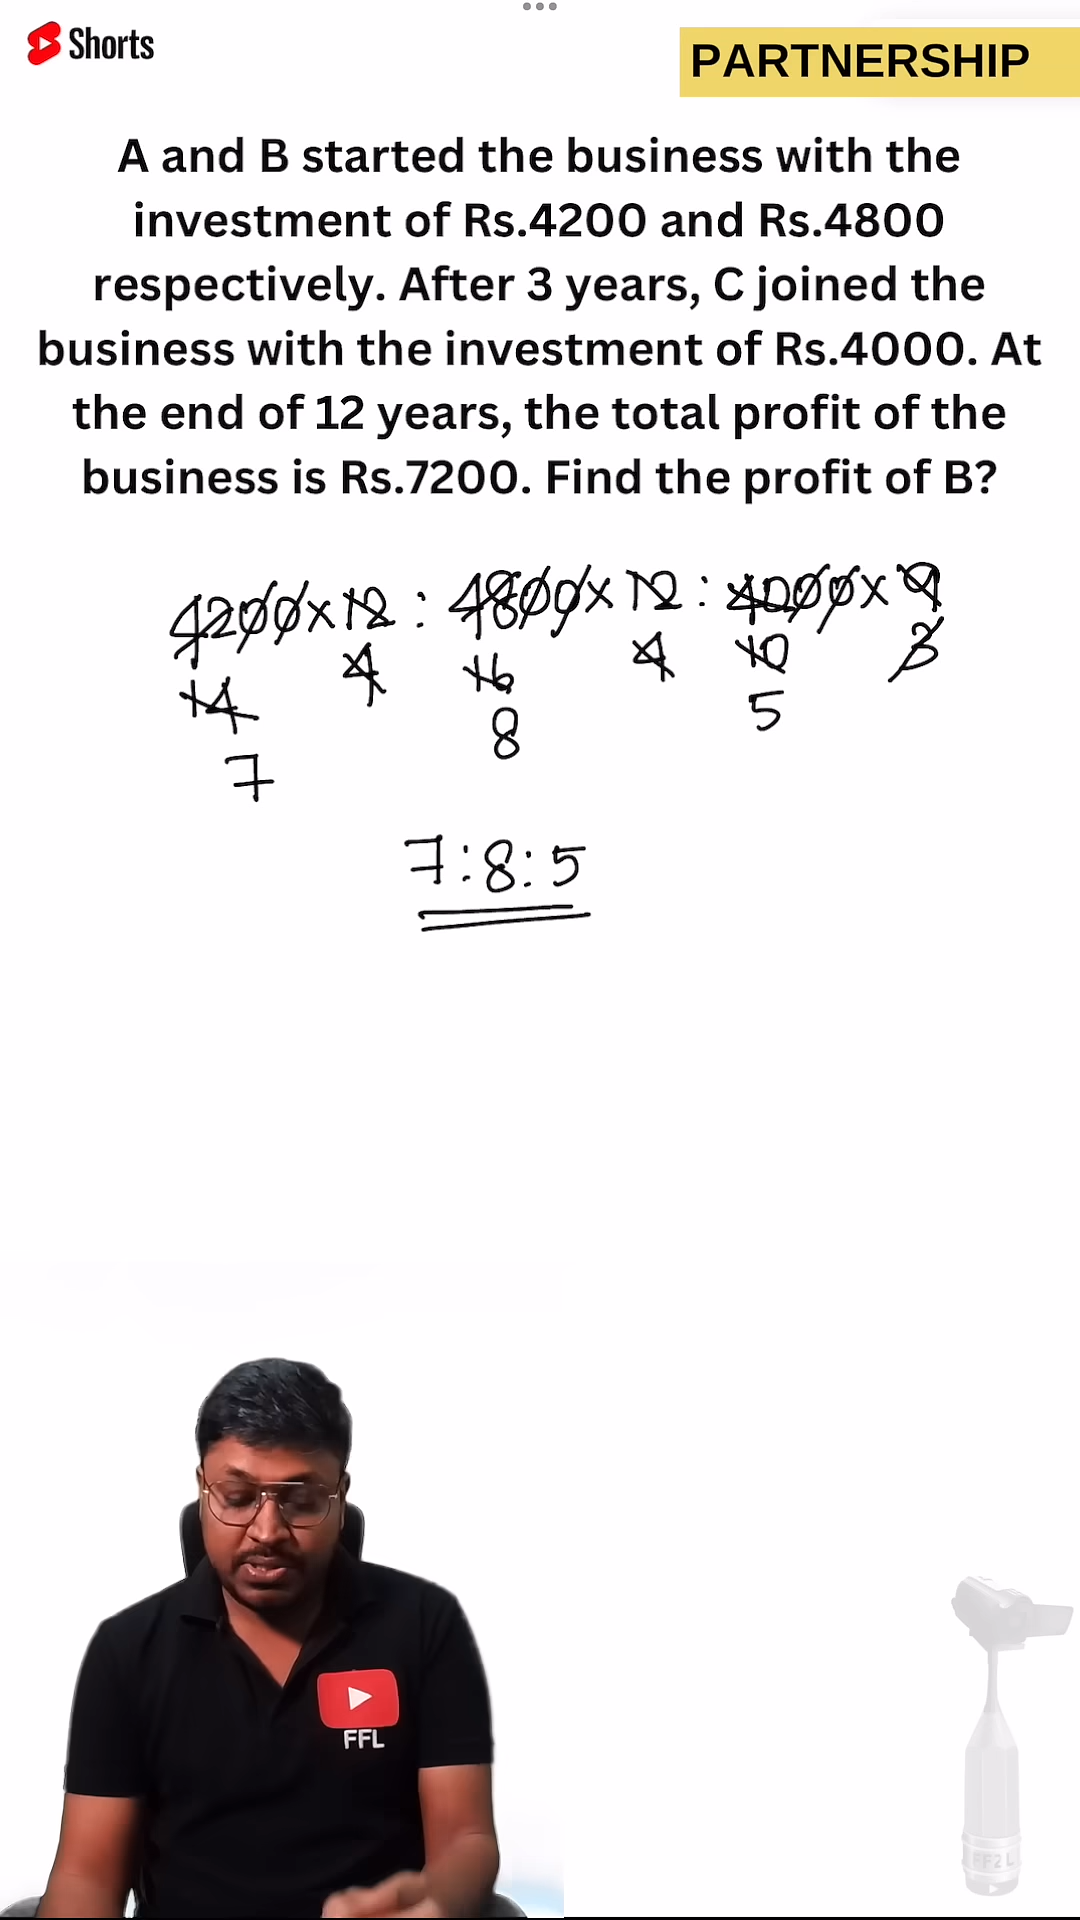 Shorts
PARTNERSHIP
A and B started the business with the
investment of Rs.4200 and Rs.4800
respectively. After 3 years, C joined the
business with the investment of Rs.4000. At
the end of 12 years, the total profit of the
business is Rs.7200. Find the profit of B?
4200 x 12 : 4800 x 12 : 4000 x 9
4 4 3
14 16 10
7 8 5
7:8:5
FFL
FF2L